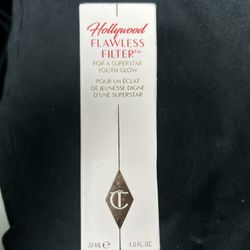 Hollywood
FLAWLESS
FILTER™
FOR A SUPERSTAR
YOUTH GLOW
POUR UN ÉCLAT
DE JEUNESSE DIGNE
D'UNE SUPERSTAR
CT
30 ML e 1.0 FL. OZ.